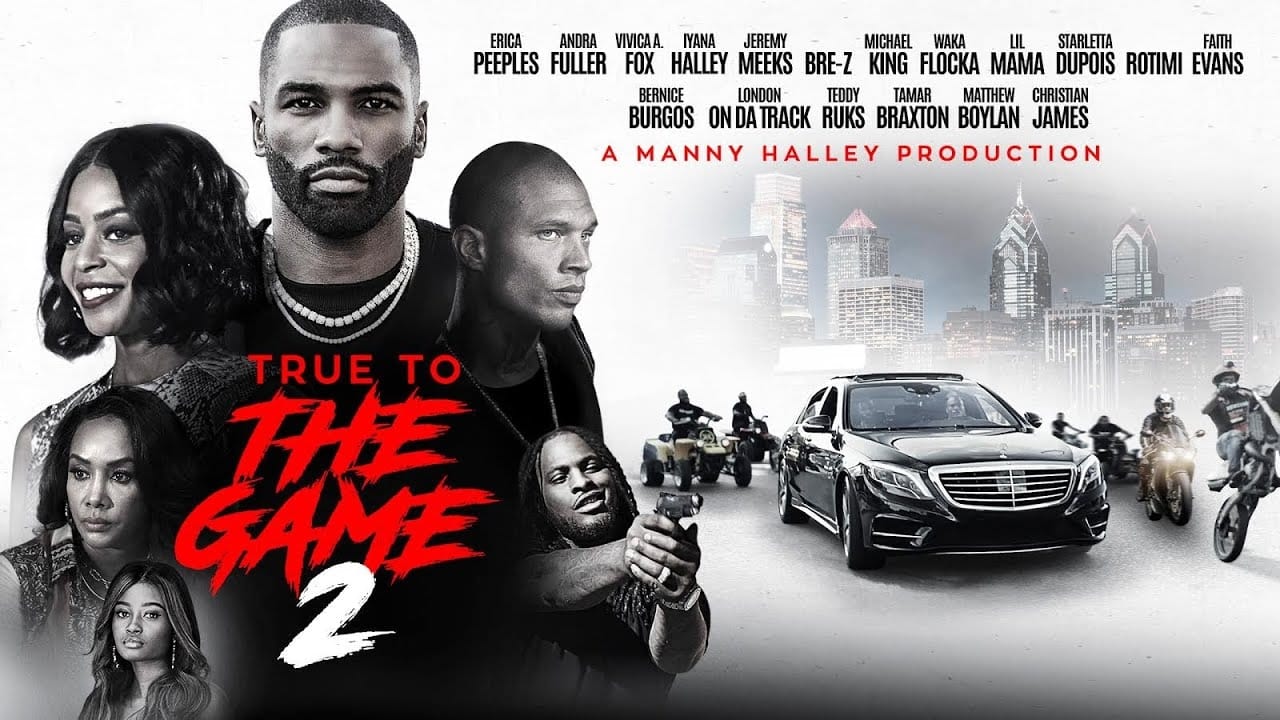 ERICA PEEPLES ANDRA FULLER VIVICA A. FOX IYANA HALLEY JEREMY MEEKS BRE-Z MICHAEL KING WAKA FLOCKA LIL MAMA STARLETTA DUPOIS ROTIMI FAITH EVANS
BERNICE BURGOS LONDON ON DA TRACK TEDDY RUKS TAMAR BRAXTON MATTHEW BOYLAN CHRISTIAN JAMES
A MANNY HALLEY PRODUCTION
TRUE TO
THE
GAME
2